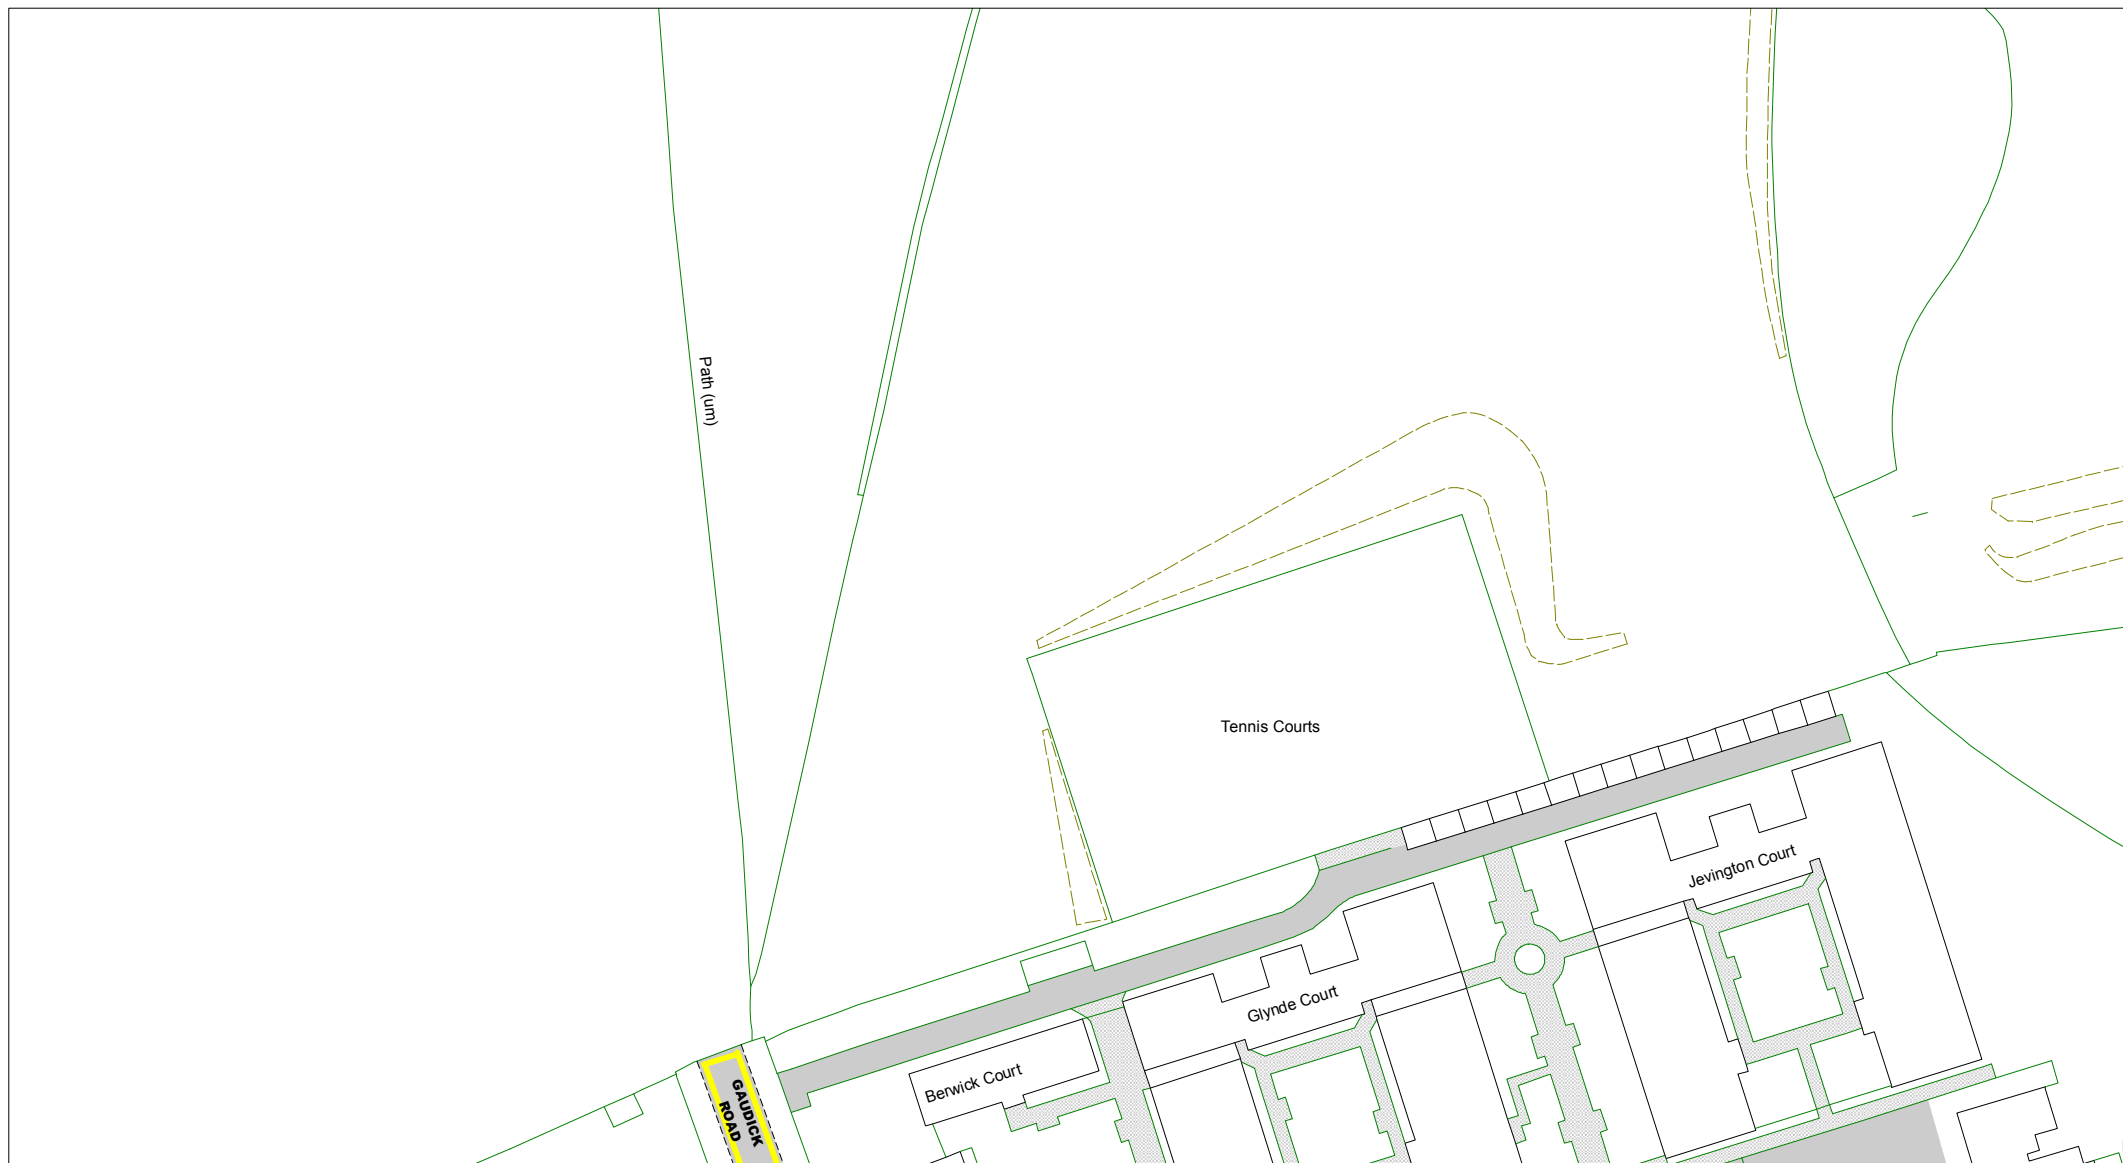 Path (um)
Tennis Courts
Jevington Court
Glynde Court
Berwick Court
GAUDICK
ROAD